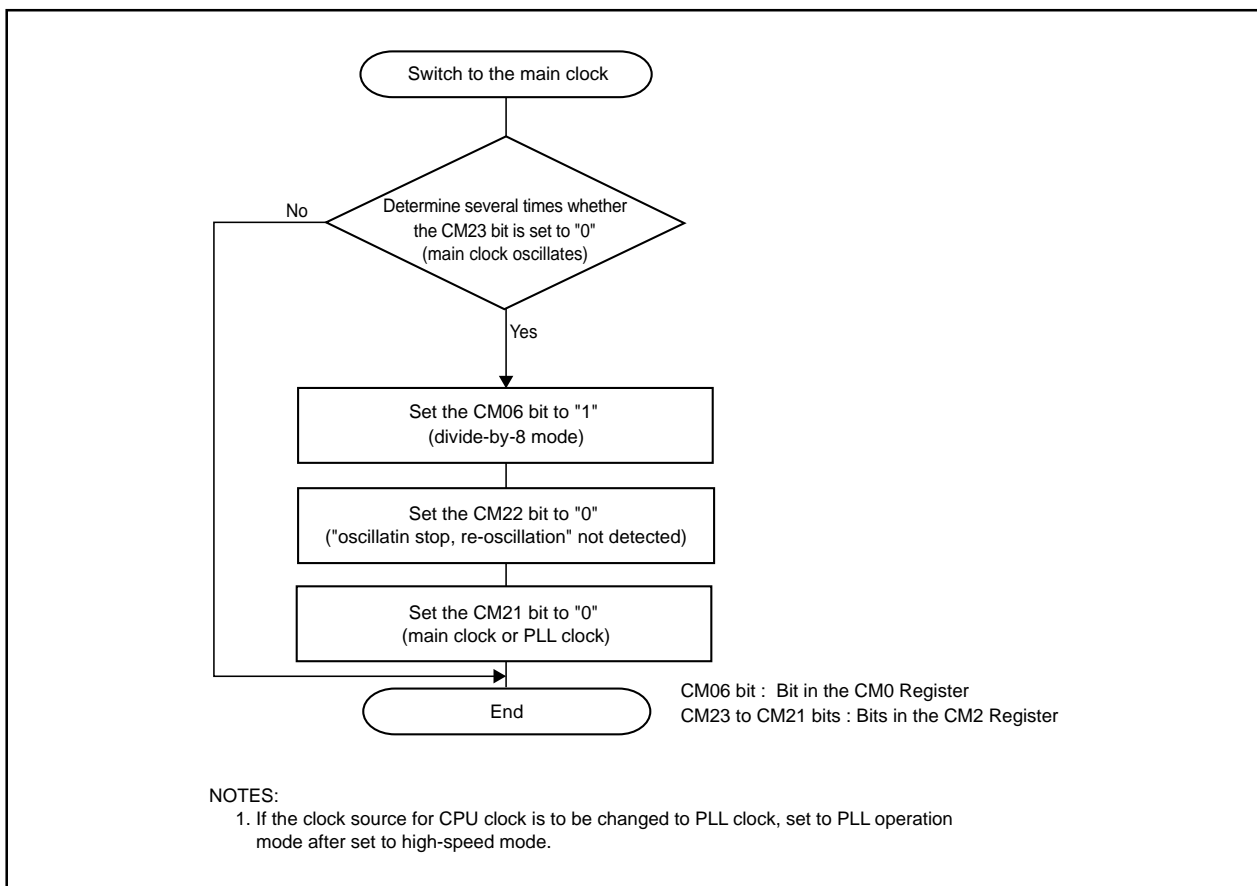 Switch to the main clock
Determine several times whether
the CM23 bit is set to "0"
(main clock oscillates)
No
Yes
Set the CM06 bit to "1"
(divide-by-8 mode)
Set the CM22 bit to "0"
("oscillatin stop, re-oscillation" not detected)
Set the CM21 bit to "0"
(main clock or PLL clock)
End
CM06 bit : Bit in the CM0 Register
CM23 to CM21 bits : Bits in the CM2 Register
NOTES:
1. If the clock source for CPU clock is to be changed to PLL clock, set to PLL operation
mode after set to high-speed mode.